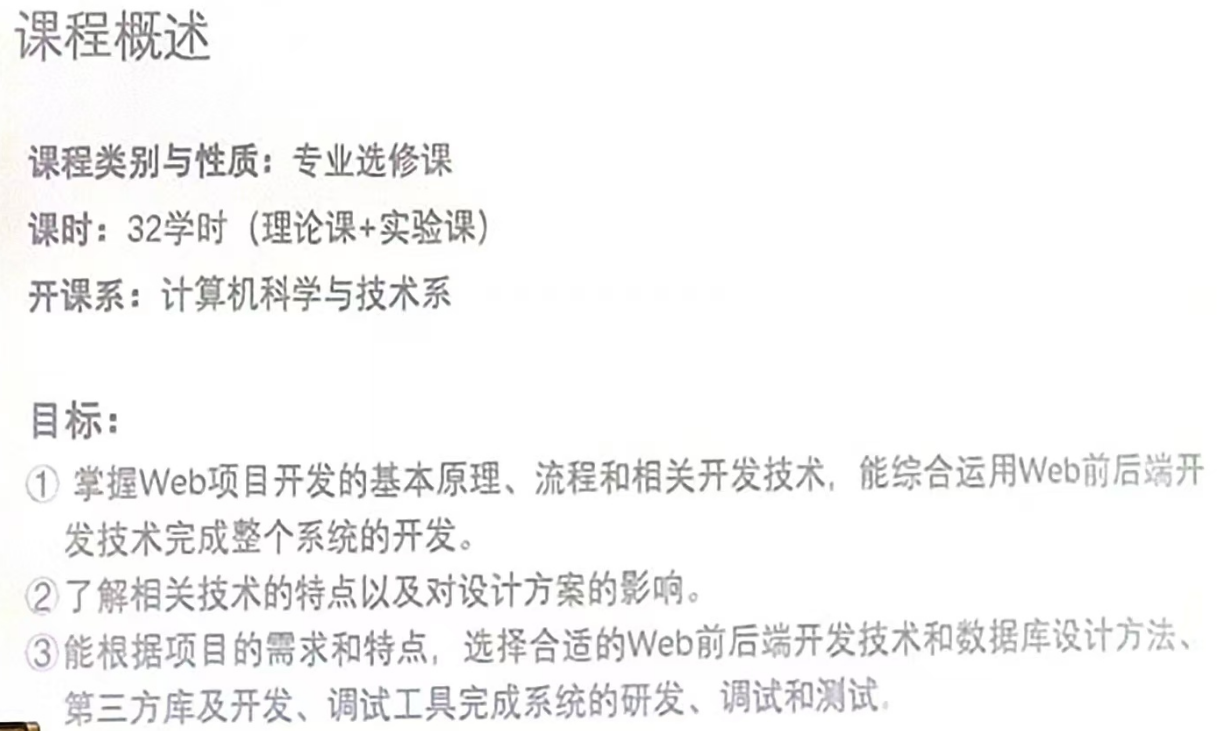 课程概述
课程类别与性质：专业选修课
课时：32学时（理论课+实验课）
开课系：计算机科学与技术系
目标：
① 掌握Web项目开发的基本原理、流程和相关开发技术，能综合运用Web前后端开
发技术完成整个系统的开发。
②了解相关技术的特点以及对设计方案的影响。
③能根据项目的需求和特点，选择合适的Web前后端开发技术和数据库设计方法、
第三方库及开发、调试工具完成系统的研发、调试和测试.